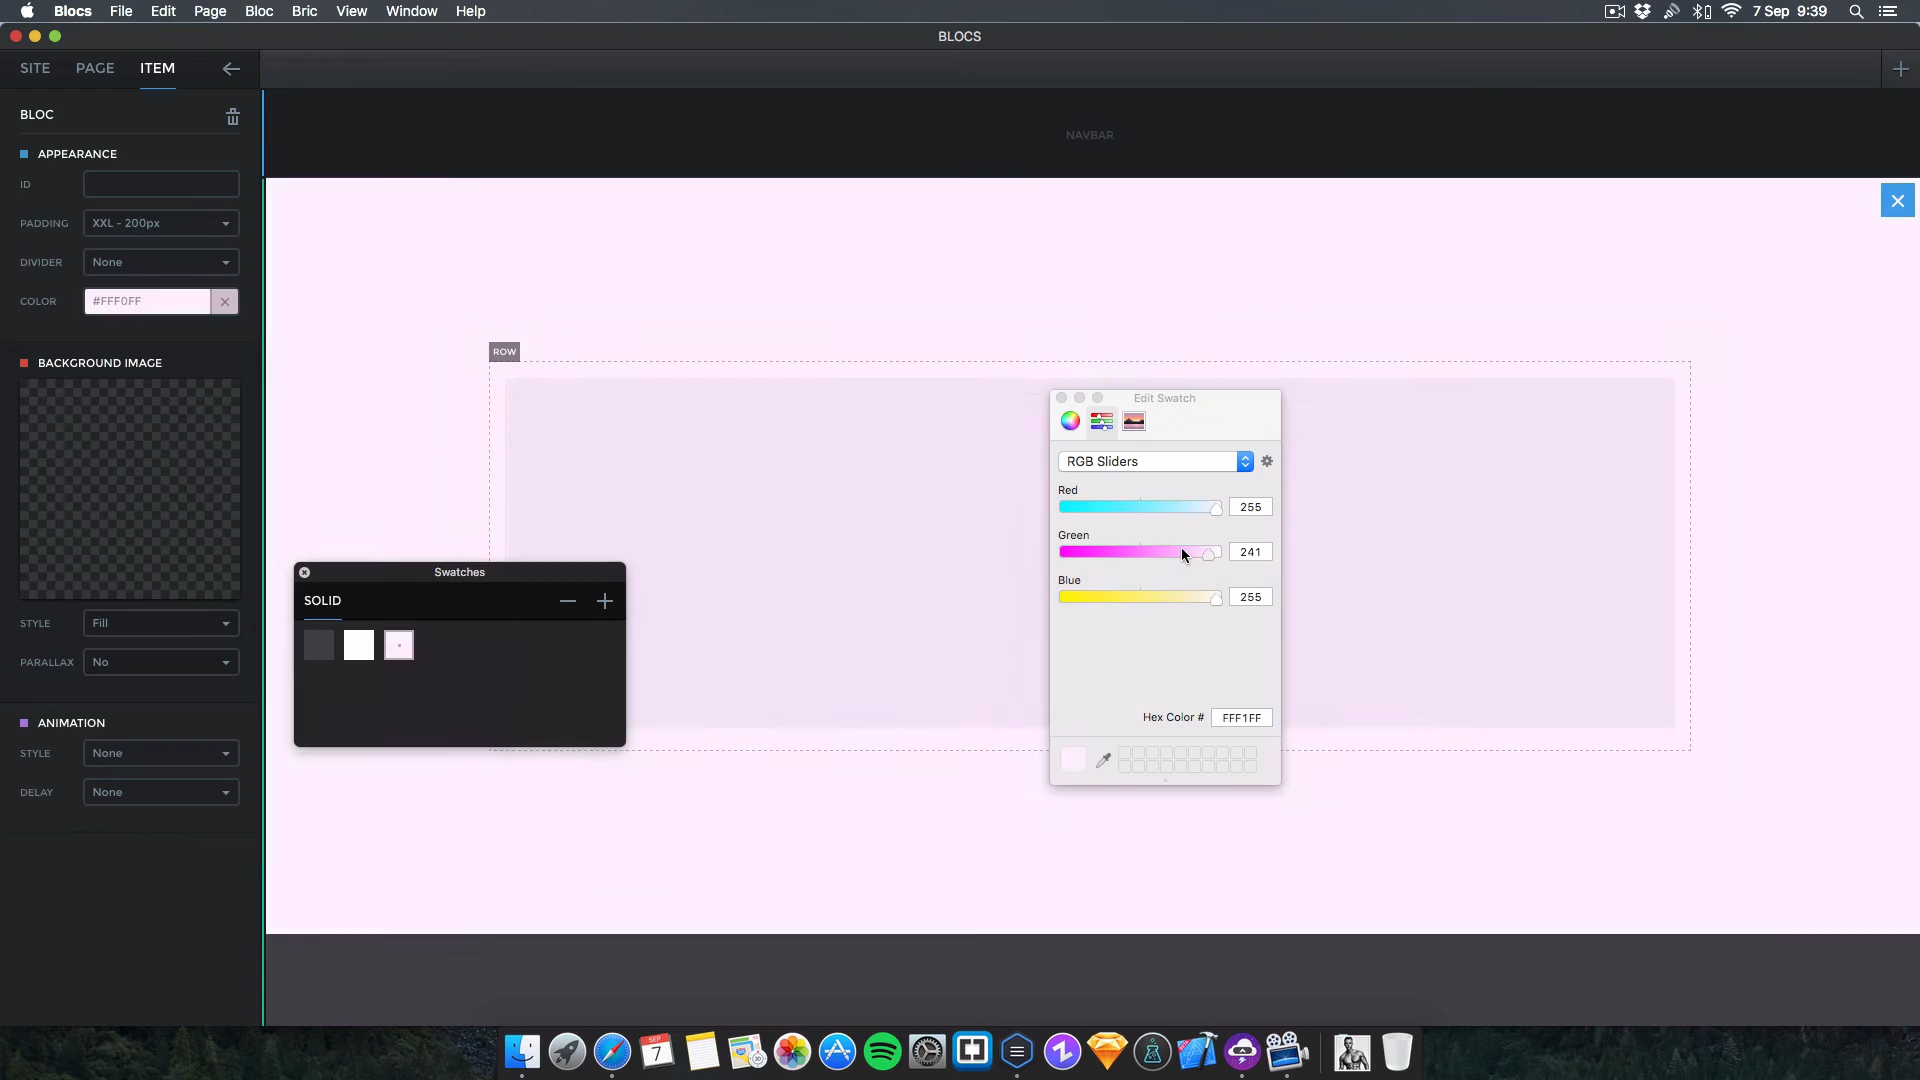 Blocs File Edit Page Bloc Bric View Window Help 7 Sep 9:39
BLOCS
SITE PAGE ITEM
BLOC
NAVBAR
APPEARANCE
ID
PADDING XXL - 200px
DIVIDER None
COLOR #FFF0FF
BACKGROUND IMAGE
STYLE Fill
PARALLAX No
ANIMATION
STYLE None
DELAY None
ROW
Swatches
SOLID
Edit Swatch
RGB Sliders
Red
255
Green
241
Blue
255
Hex Color # FFF1FF
SEP
7